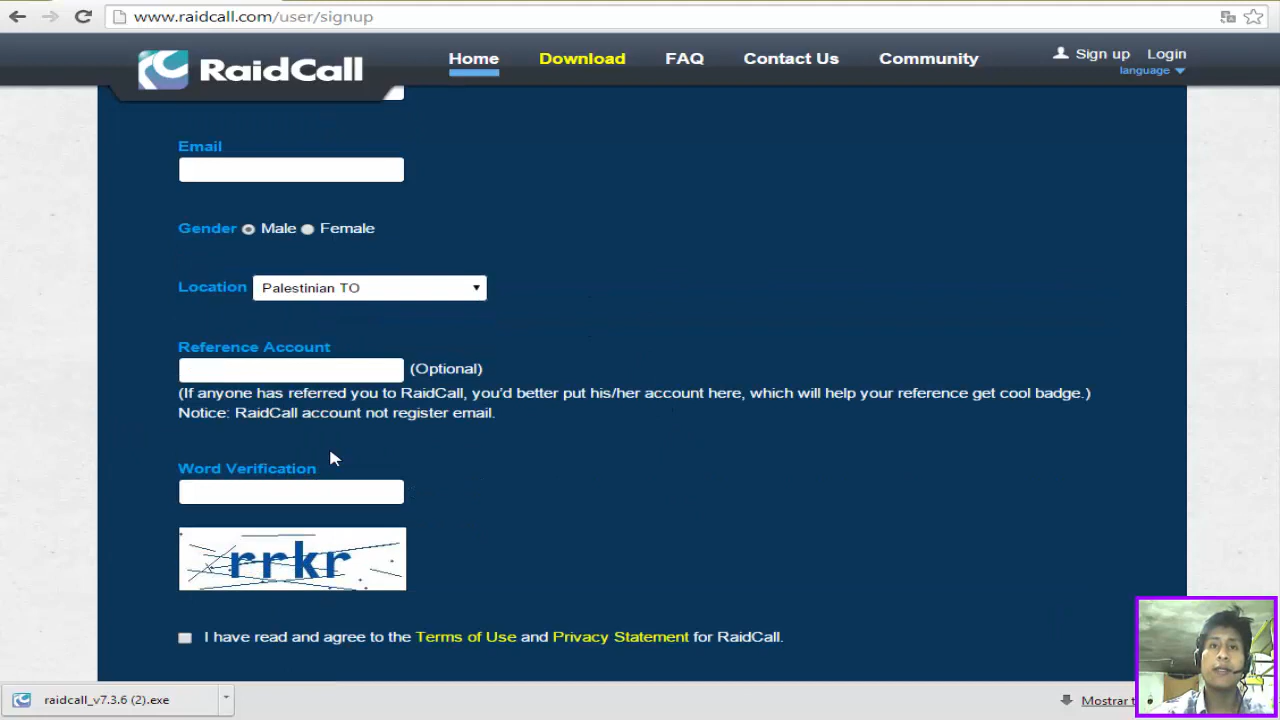 www.raidcall.com/user/signup
RaidCall
Home Download FAQ Contact Us Community
Sign up Login
language
Email
Gender Male Female
Location Palestinian TO
Reference Account
(Optional)
(If anyone has referred you to RaidCall, you'd better put his/her account here, which will help your reference get cool badge.)
Notice: RaidCall account not register email.
Word Verification
rrkr
I have read and agree to the Terms of Use and Privacy Statement for RaidCall.
raidcall_v7.3.6 (2).exe
Mostrar t